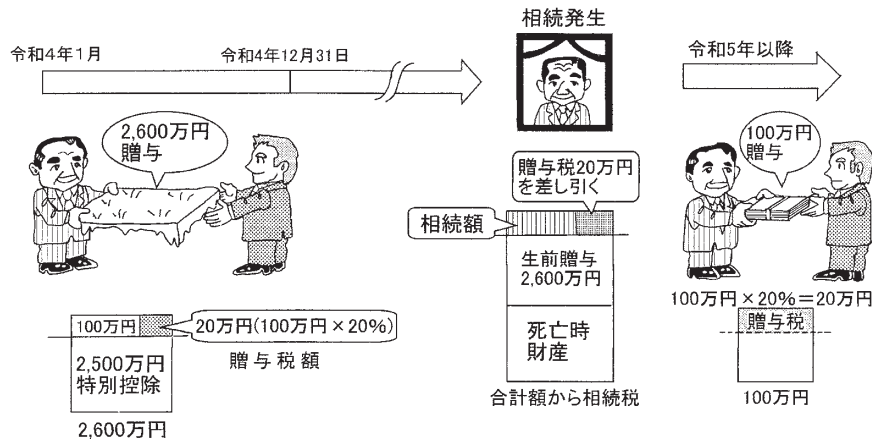 相続発生
令和4年1月
令和4年12月31日
令和5年以降
2,600万円
贈与
100万円
贈与
贈与税20万円
を差し引く
相続額
生前贈与
2,600万円
死亡時
財産
合計額から相続税
100万円
20万円(100万円×20%)
2,500万円
特別控除
贈与税額
2,600万円
100万円×20%=20万円
贈与税
100万円